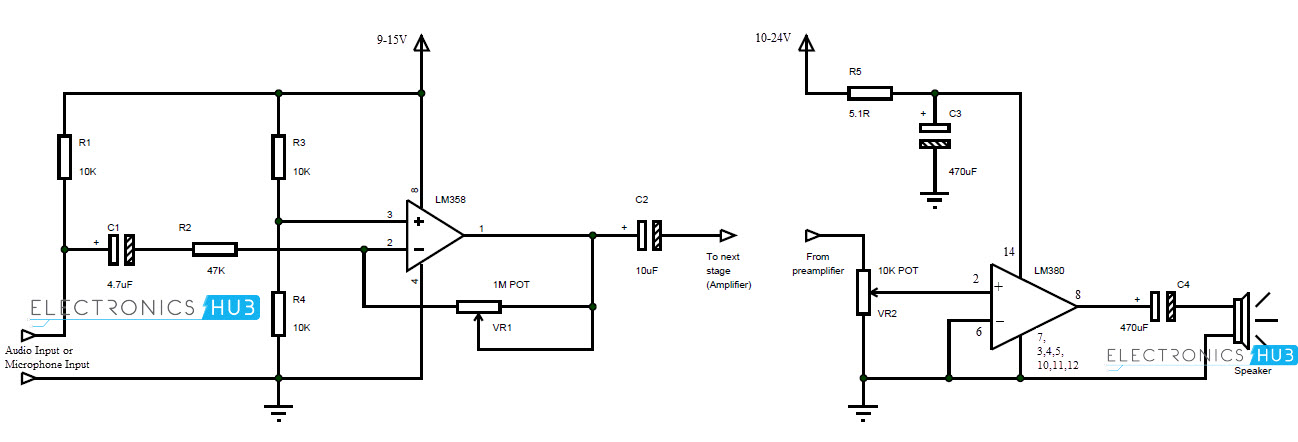 9-15V
10-24V
R5
5.1R
C3
+
470uF
R1
10K
R3
10K
8
LM358
3
+
2
−
1
4
C1
+
4.7uF
R2
47K
C2
+
10uF
To next
stage
(Amplifier)
From
preamplifier
10K POT
VR2
14
LM380
2
+
6
−
8
7,
3,4,5,
10,11,12
C4
+
470uF
Speaker
1M POT
VR1
R4
10K
ELECTRONICS HUB
Audio Input or
Microphone Input
ELECTRONICS HUB